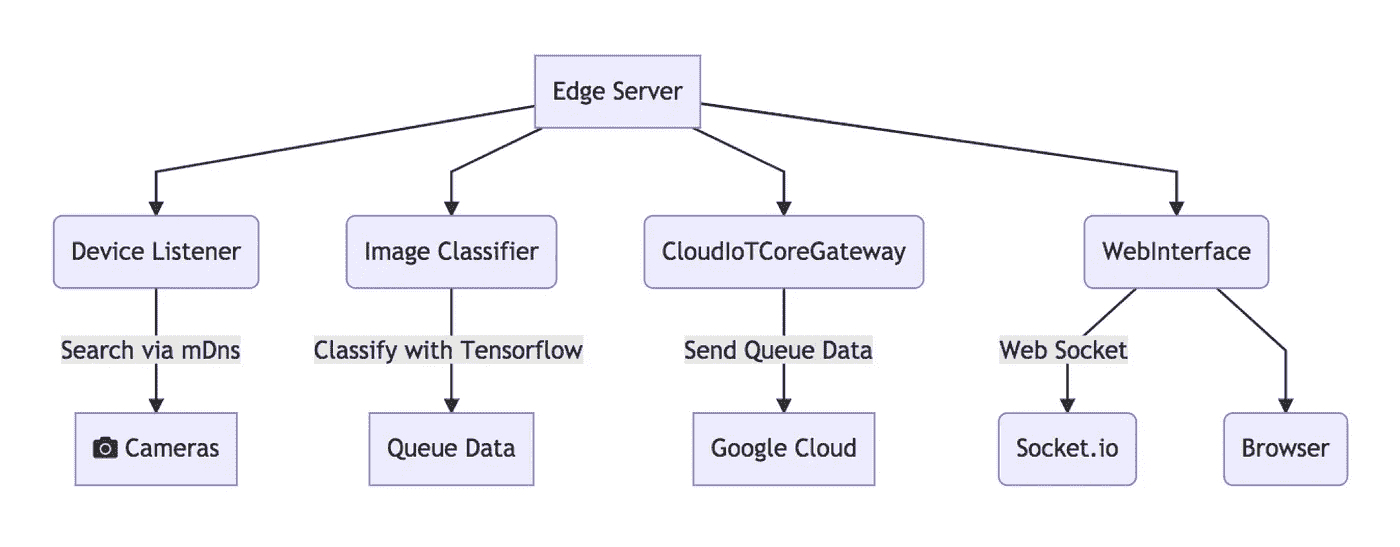 Edge Server
Device Listener
Image Classifier
CloudIoTCoreGateway
WebInterface
Search via mDns
Classify with Tensorflow
Send Queue Data
Web Socket
Cameras
Queue Data
Google Cloud
Socket.io
Browser